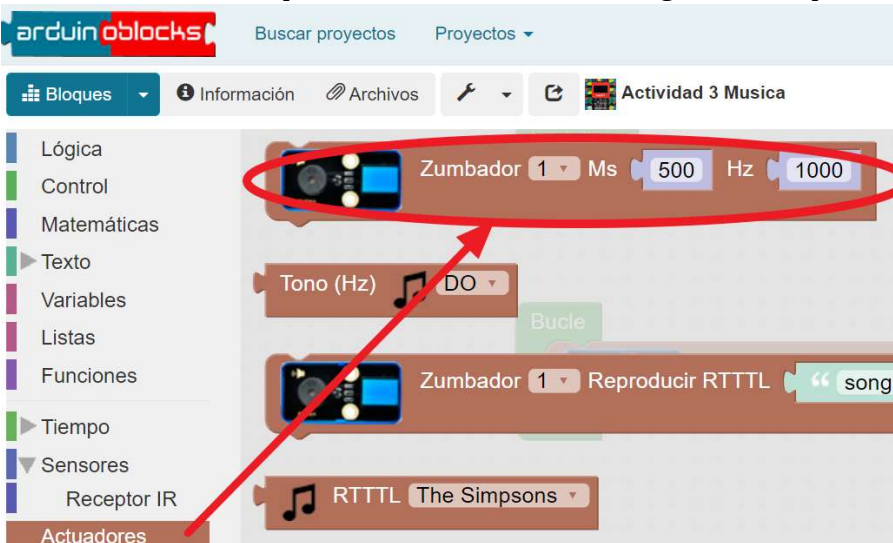 arduinoblocks
Buscar proyectos Proyectos
Bloques Información Archivos Actividad 3 Musica
Lógica
Control
Matemáticas
Texto
Variables
Listas
Funciones
Tiempo
Sensores
Receptor IR
Actuadores
Zumbador 1 Ms 500 Hz 1000
Tono (Hz) DO
Bucle
Zumbador 1 Reproducir RTTTL “ song
RTTTL The Simpsons